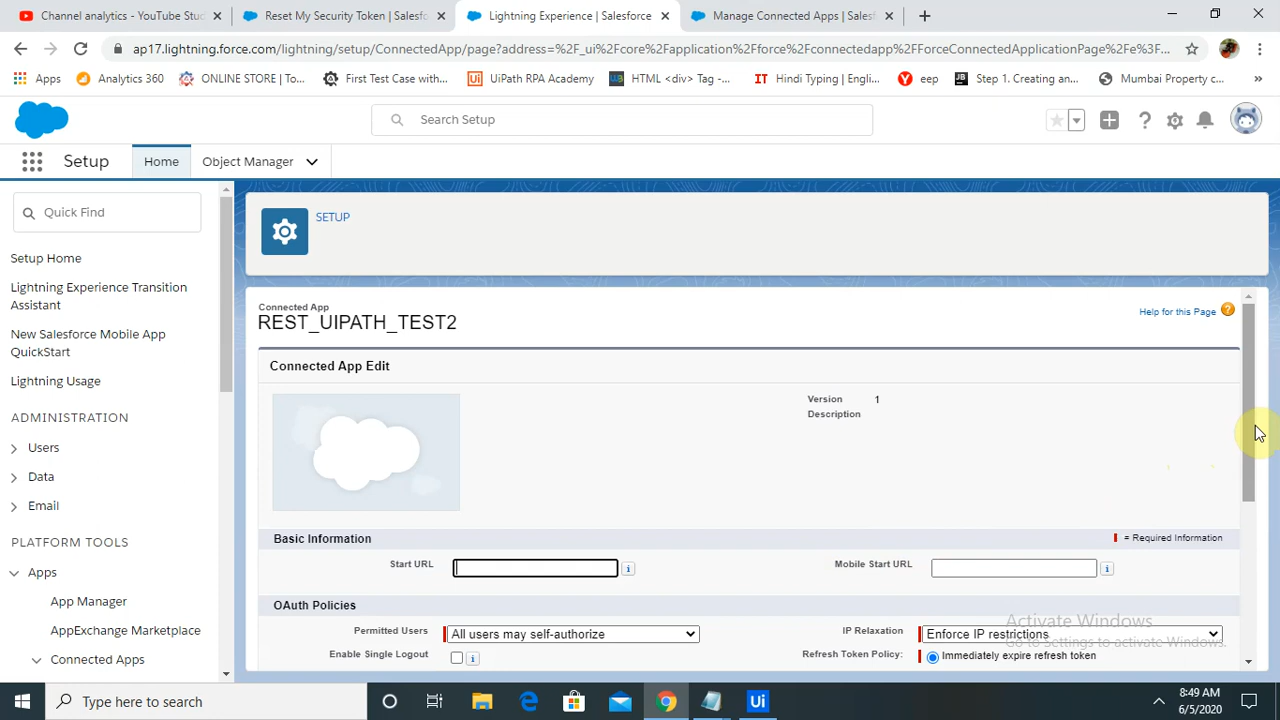 Channel analytics - YouTube Stud
Reset My Security Token | Salesfo
Lightning Experience | Salesforce
Manage Connected Apps | Salesf
ap17.lightning.force.com/lightning/setup/ConnectedApp/page?address=%2F_ui%2Fcore%2Fapplication%2Fforce%2Fconnectedapp%2FForceConnectedApplicationPage%2Fe%3F...
Apps
Analytics 360
ONLINE STORE | To...
First Test Case with...
UiPath RPA Academy
HTML <div> Tag -...
Hindi Typing | Engli...
eep
Step 1. Creating an...
Mumbai Property c...
Search Setup
Setup
Home
Object Manager
Quick Find
Setup Home
Lightning Experience Transition
Assistant
New Salesforce Mobile App
QuickStart
Lightning Usage
ADMINISTRATION
Users
Data
Email
PLATFORM TOOLS
Apps
App Manager
AppExchange Marketplace
Connected Apps
SETUP
Connected App
REST_UIPATH_TEST2
Help for this Page
Connected App Edit
Version 1
Description
Basic Information
= Required Information
Start URL
Mobile Start URL
OAuth Policies
Permitted Users All users may self-authorize
IP Relaxation Enforce IP restrictions
Enable Single Logout
Refresh Token Policy: Immediately expire refresh token
Activate Windows
Go to Settings to activate Windows.
Type here to search
8:49 AM
6/5/2020